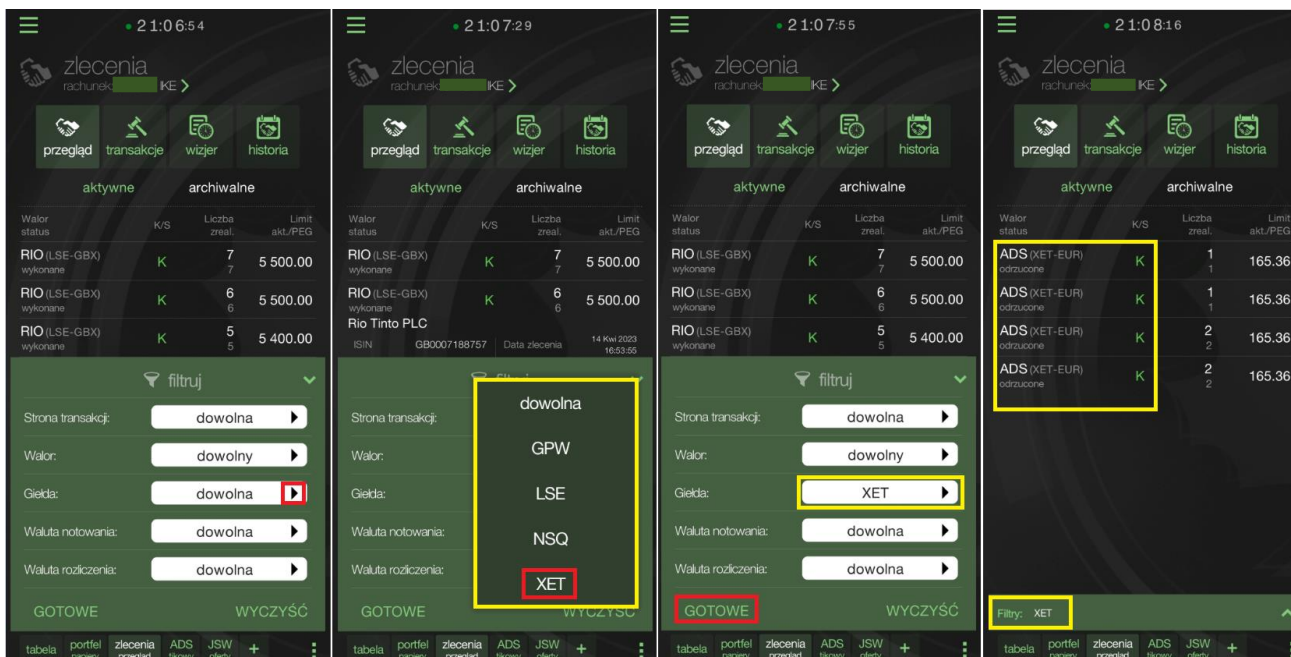 21:06:54
zlecenia
rachunek: IKE
przegląd transakcje wizjer historia
aktywne archiwalne
Walor K/S Liczba Limit
status zreal. akt./PEG
RIO (LSE-GBX) K 7 5 500.00
wykonane 7
RIO (LSE-GBX) K 6 5 500.00
wykonane 6
RIO (LSE-GBX) K 5 5 400.00
wykonane 5
filtruj
Strona transakcji: dowolna
Walor: dowolny
Giełda: dowolna
Waluta notowania: dowolna
Waluta rozliczenia: dowolna
GOTOWE WYCZYŚĆ
tabela portfel zlecenia ADS JSW +
papiery przegląd tikowy oferty
21:07:29
zlecenia
rachunek: IKE
przegląd transakcje wizjer historia
aktywne archiwalne
Walor K/S Liczba Limit
status zreal. akt./PEG
RIO (LSE-GBX) K 7 5 500.00
wykonane 7
RIO (LSE-GBX) K 6 5 500.00
wykonane 6
Rio Tinto PLC
ISIN GB0007188757 Data zlecenia 14 Kwi 2023
16:53:55
Strona transakcji:
Walor:
Giełda:
Waluta notowania:
Waluta rozliczenia:
dowolna
GPW
LSE
NSQ
XET
GOTOWE WYCZYŚĆ
tabela portfel zlecenia ADS JSW +
papiery przegląd tikowy oferty
21:07:55
zlecenia
rachunek: IKE
przegląd transakcje wizjer historia
aktywne archiwalne
Walor K/S Liczba Limit
status zreal. akt./PEG
RIO (LSE-GBX) K 7 5 500.00
wykonane 7
RIO (LSE-GBX) K 6 5 500.00
wykonane 6
RIO (LSE-GBX) K 5 5 400.00
wykonane 5
filtruj
Strona transakcji: dowolna
Walor: dowolny
Giełda: XET
Waluta notowania: dowolna
Waluta rozliczenia: dowolna
GOTOWE WYCZYŚĆ
tabela portfel zlecenia ADS JSW +
papiery przegląd tikowy oferty
21:08:16
zlecenia
rachunek: IKE
przegląd transakcje wizjer historia
aktywne archiwalne
Walor K/S Liczba Limit
status zreal. akt./PEG
ADS (XET-EUR) K 1 165.36
odrzucone 1
ADS (XET-EUR) K 1 165.36
odrzucone 1
ADS (XET-EUR) K 2 165.36
odrzucone 2
ADS (XET-EUR) K 2 165.36
odrzucone 2
Filtry: XET
tabela portfel zlecenia ADS JSW +
papiery przegląd tikowy oferty